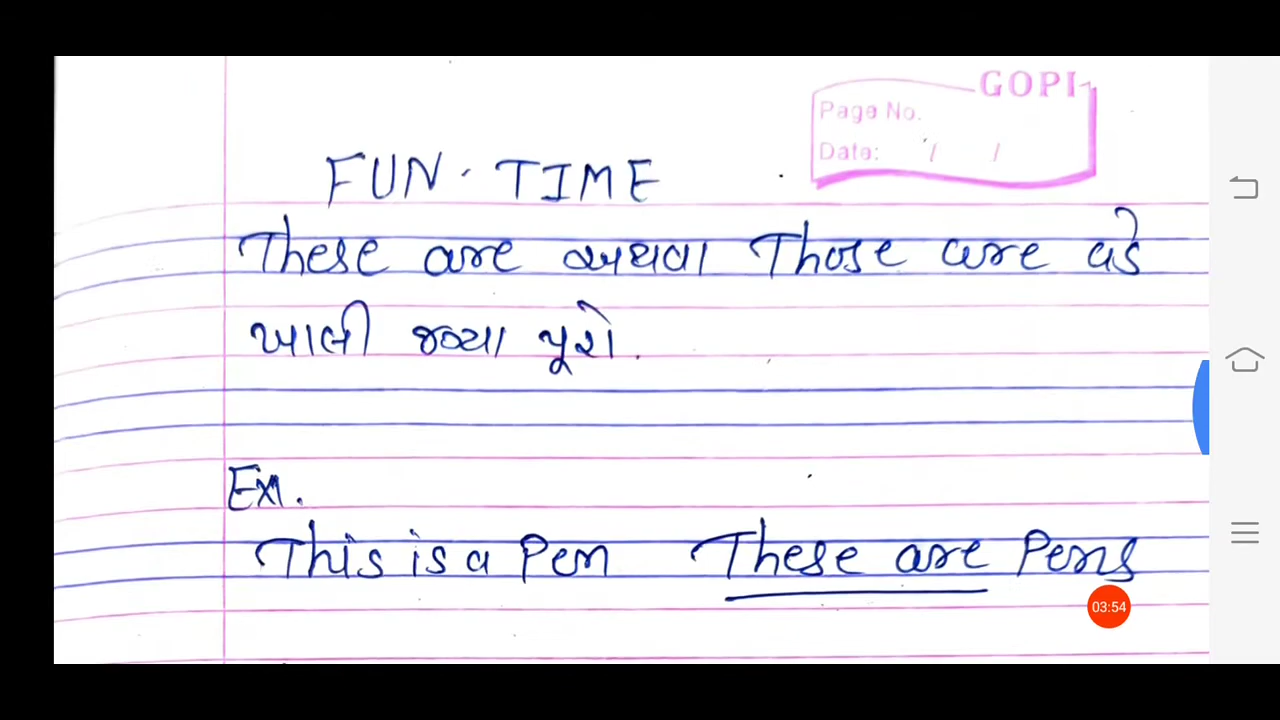 GOPI
Page No.
Date: / /
FUN. TIME
These are અથવા Those are વડે
ખાલી જગ્યા પૂરો.
Ex.
This is a Pen These are Pens
03:54